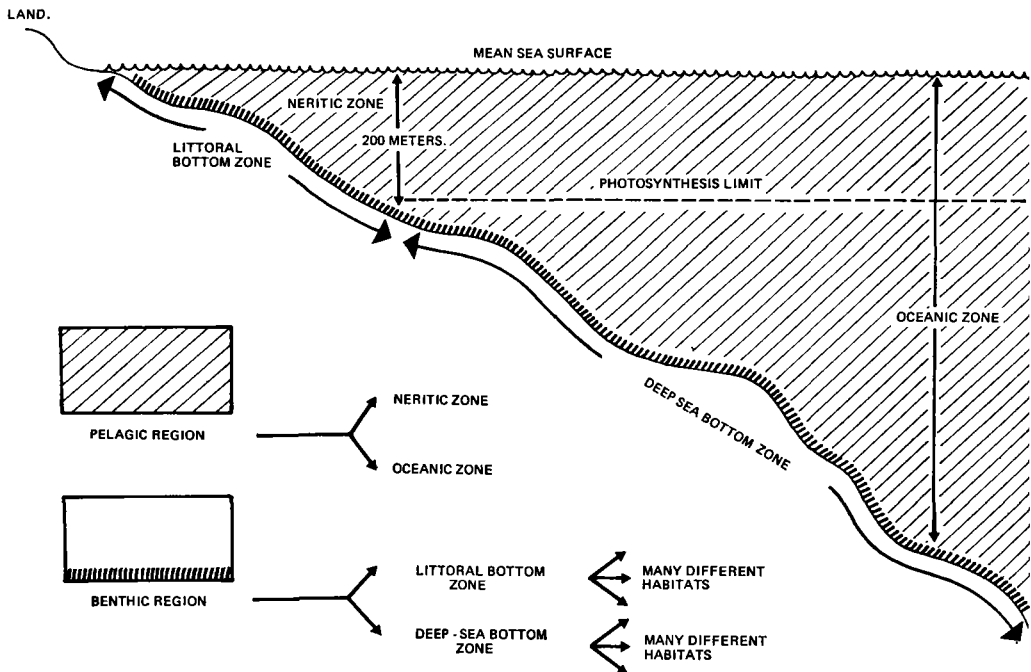 LAND.
MEAN SEA SURFACE
NERITIC ZONE
200 METERS.
LITTORAL
BOTTOM ZONE
PHOTOSYNTHESIS LIMIT
OCEANIC ZONE
DEEP SEA BOTTOM ZONE
PELAGIC REGION
NERITIC ZONE
OCEANIC ZONE
BENTHIC REGION
LITTORAL BOTTOM
ZONE
MANY DIFFERENT
HABITATS
DEEP - SEA BOTTOM
ZONE
MANY DIFFERENT
HABITATS